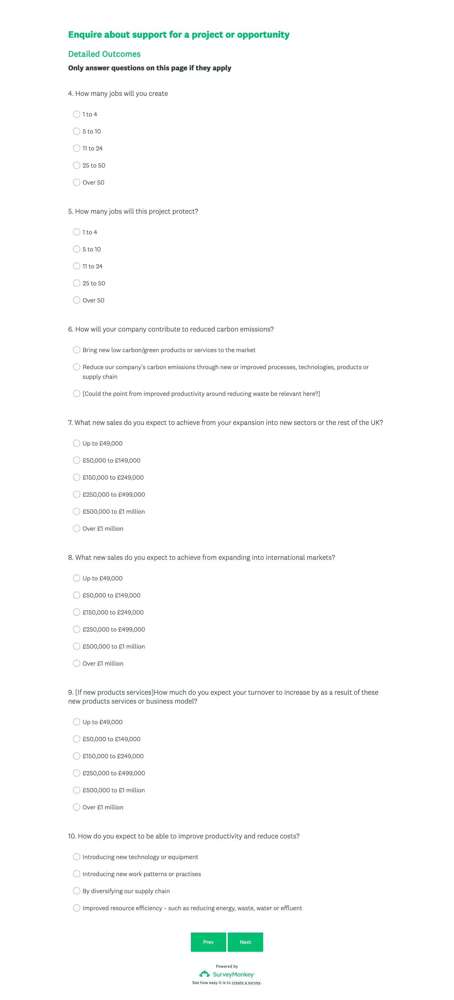 Enquire about support for a project or opportunity
Detailed Outcomes
Only answer questions on this page if they apply
4. How many jobs will you create
1 to 4
5 to 10
11 to 24
25 to 50
Over 50
5. How many jobs will this project protect?
1 to 4
5 to 10
11 to 24
25 to 50
Over 50
6. How will your company contribute to reduced carbon emissions?
Bring new low carbon/green products or services to the market
Reduce our company’s carbon emissions through new or improved processes, technologies, products or
supply chain
[Could the point from improved productivity around reducing waste be relevant here?]
7. What new sales do you expect to achieve from your expansion into new sectors or the rest of the UK?
Up to £49,000
£50,000 to £149,000
£150,000 to £249,000
£250,000 to £499,000
£500,000 to £1 million
Over £1 million
8. What new sales do you expect to achieve from expanding into international markets?
Up to £49,000
£50,000 to £149,000
£150,000 to £249,000
£250,000 to £499,000
£500,000 to £1 million
Over £1 million
9. [If new products services]How much do you expect your turnover to increase by as a result of these
new products services or business model?
Up to £49,000
£50,000 to £149,000
£150,000 to £249,000
£250,000 to £499,000
£500,000 to £1 million
Over £1 million
10. How do you expect to be able to improve productivity and reduce costs?
Introducing new technology or equipment
Introducing new work patterns or practises
By diversifying our supply chain
Improved resource efficiency – such as reducing energy, waste, water or effluent
Prev Next
Powered by
SurveyMonkey
See how easy it is to create a survey.